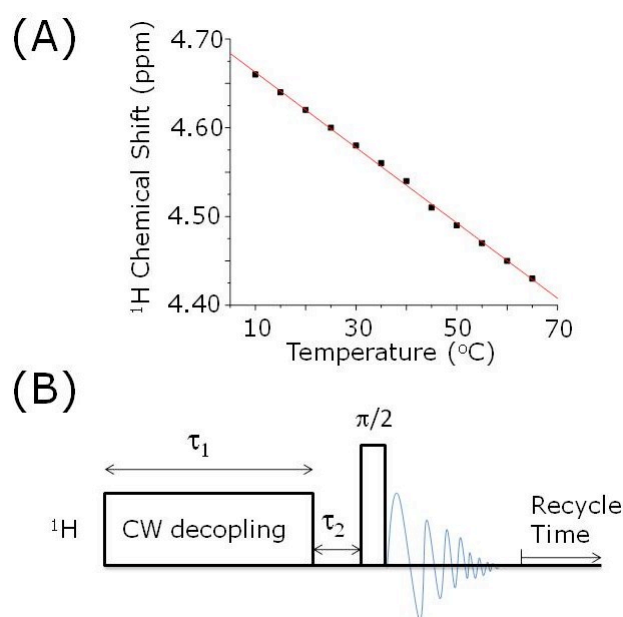 (A)
4.70
4.60
4.50
4.40
¹H Chemical Shift (ppm)
10 30 50 70
Temperature (°C)
(B)
π/2
τ₁
¹H
CW decopling
τ₂
Recycle
Time